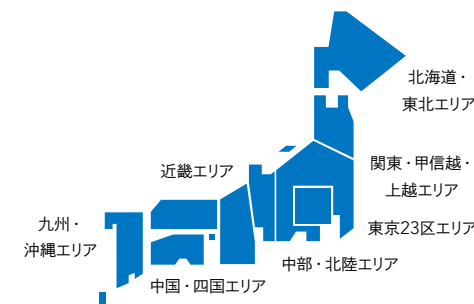 北海道・
東北エリア
関東・甲信越・
上越エリア
東京23区エリア
近畿エリア
九州・
沖縄エリア
中部・北陸エリア
中国・四国エリア